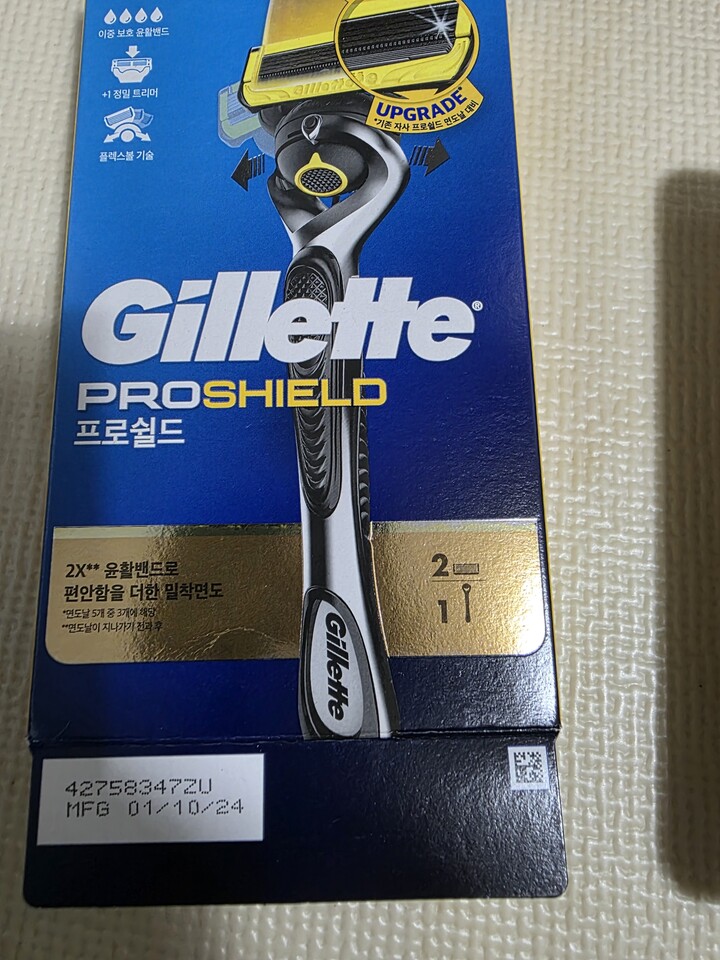 이중 보호 윤활밴드
+1 정밀 트리머
플렉스볼 기술
Gillette
UPGRADE*
*기존 자사 프로쉴드 면도날 대비
Gillette®
PROSHIELD
프로쉴드
2X** 윤활밴드로
편안함을 더한 밀착면도
*면도날 5개 중 3개에 해당
**면도날이 지나가기 전과 후
2
1
Gillette
42758347ZU
MFG 01/10/24